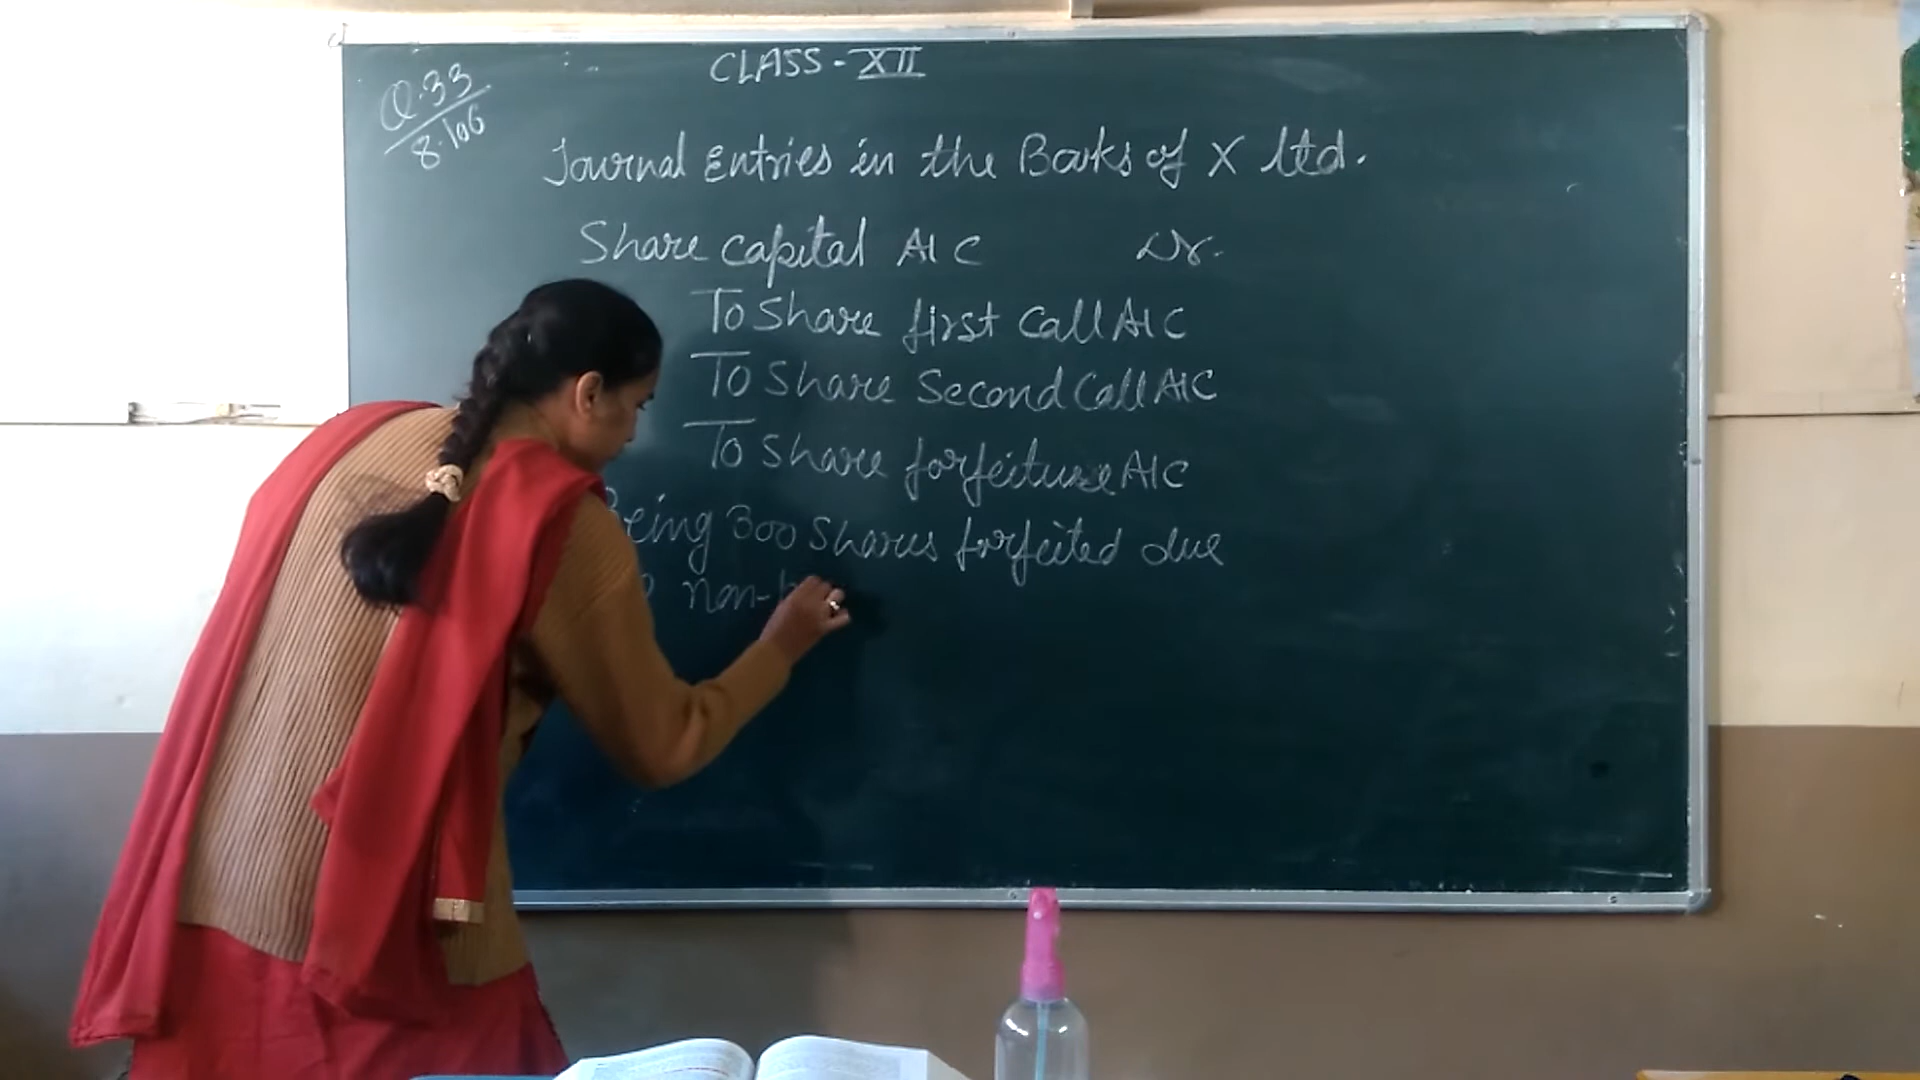 CLASS - XII
Q.33
8.106
Journal Entries in the Books of X ltd.
Share Capital A/C Dr.
To Share first Call A/C
To Share Second Call A/C
To Share forfeiture A/C
Being 300 Shares forfeited due
non-